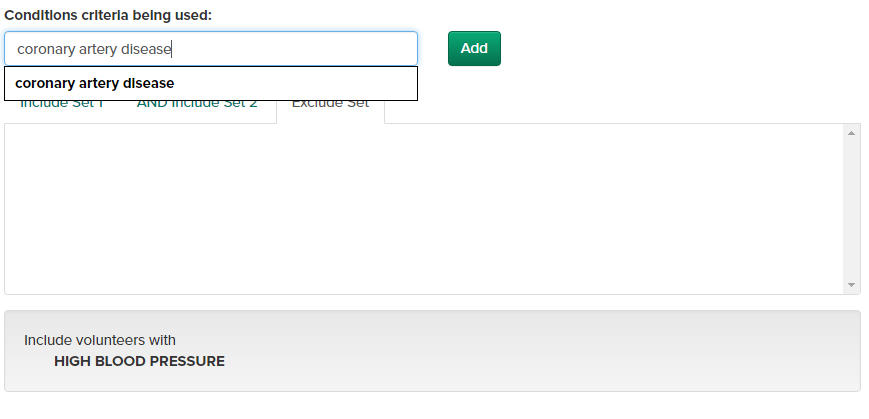 Conditions criteria being used:
coronary artery disease
Add
coronary artery disease
Include Set 1 AND Include Set 2 Exclude Set
Include volunteers with
HIGH BLOOD PRESSURE